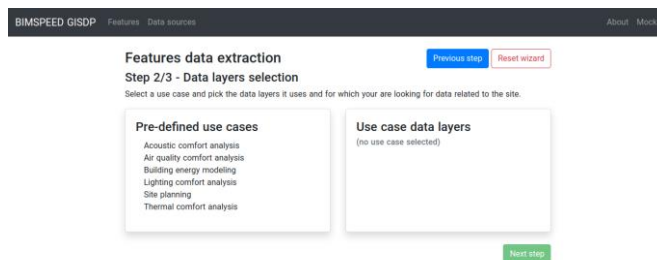 BIMSPEED GISDP Features Data sources About Mock
Features data extraction
Previous step Reset wizard
Step 2/3 - Data layers selection
Select a use case and pick the data layers it uses and for which your are looking for data related to the site.
Pre-defined use cases
Acoustic comfort analysis
Air quality comfort analysis
Building energy modeling
Lighting comfort analysis
Site planning
Thermal comfort analysis
Use case data layers
(no use case selected)
Next step